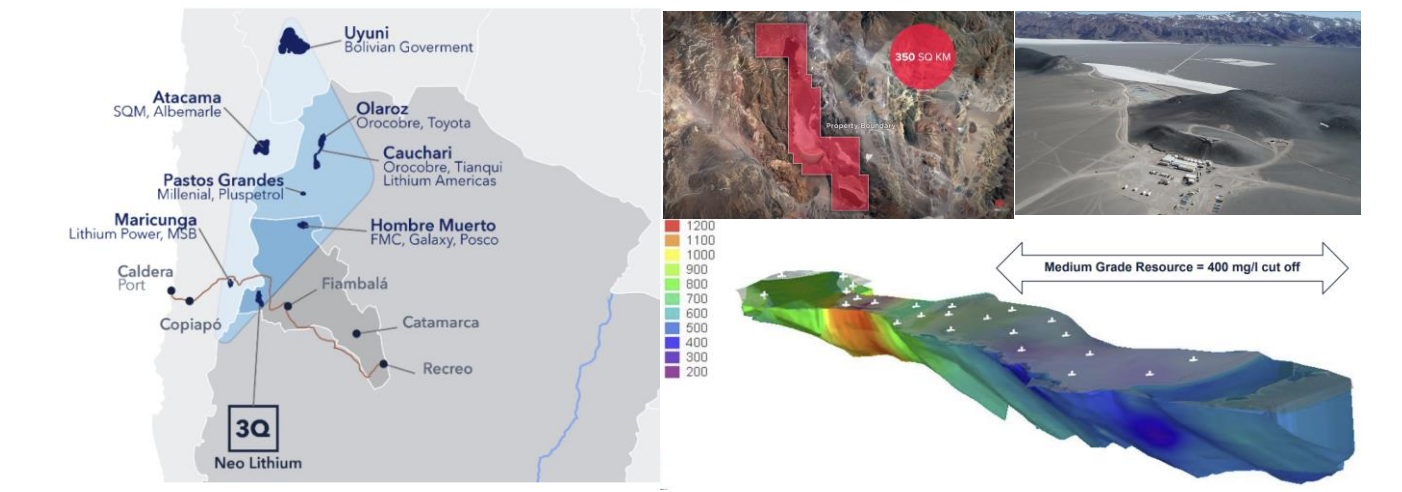 Uyuni
Bolivian Goverment
Atacama
SQM, Albemarle
Olaroz
Orocobre, Toyota
Cauchari
Orocobre, Tianqui
Lithium Americas
Pastos Grandes
Millenial, Pluspetrol
Maricunga
Lithium Power, MSB
Hombre Muerto
FMC, Galaxy, Posco
Caldera
Port
Fiambalá
Copiapó
Catamarca
Recreo
3Q
Neo Lithium
350 SQ KM
Property Boundary
1200
1100
1000
900
800
700
600
500
400
300
200
Medium Grade Resource = 400 mg/l cut off